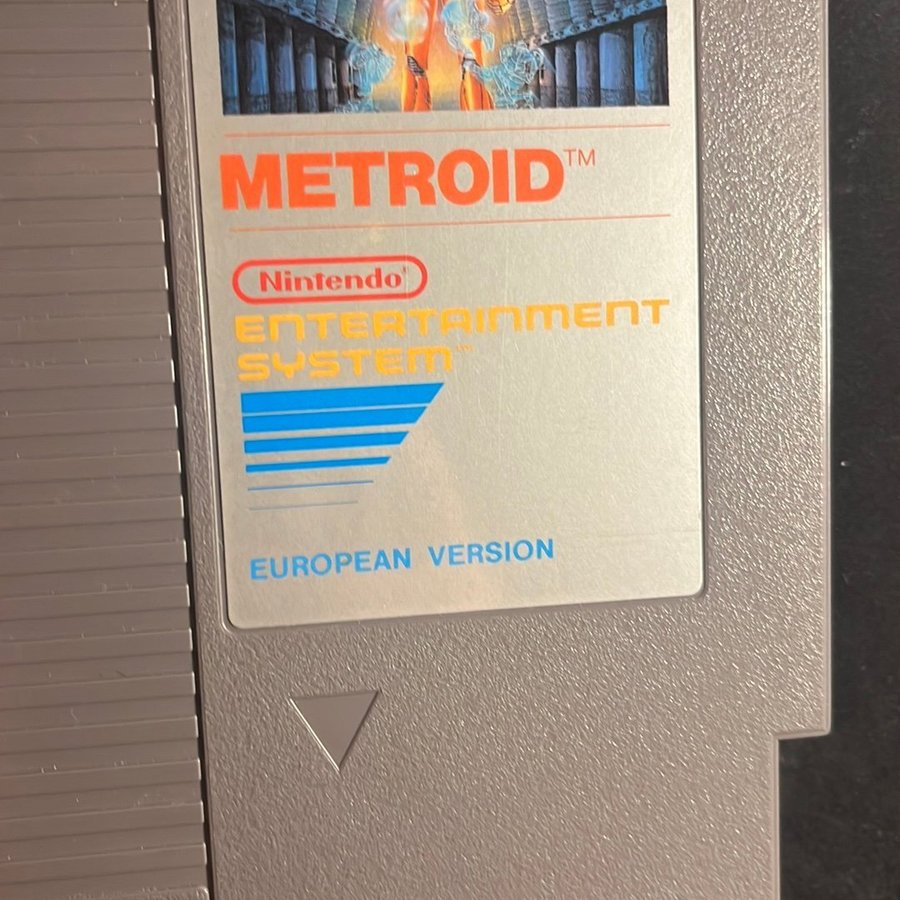 METROID™
Nintendo®
ENTERTAINMENT
SYSTEM™
EUROPEAN VERSION